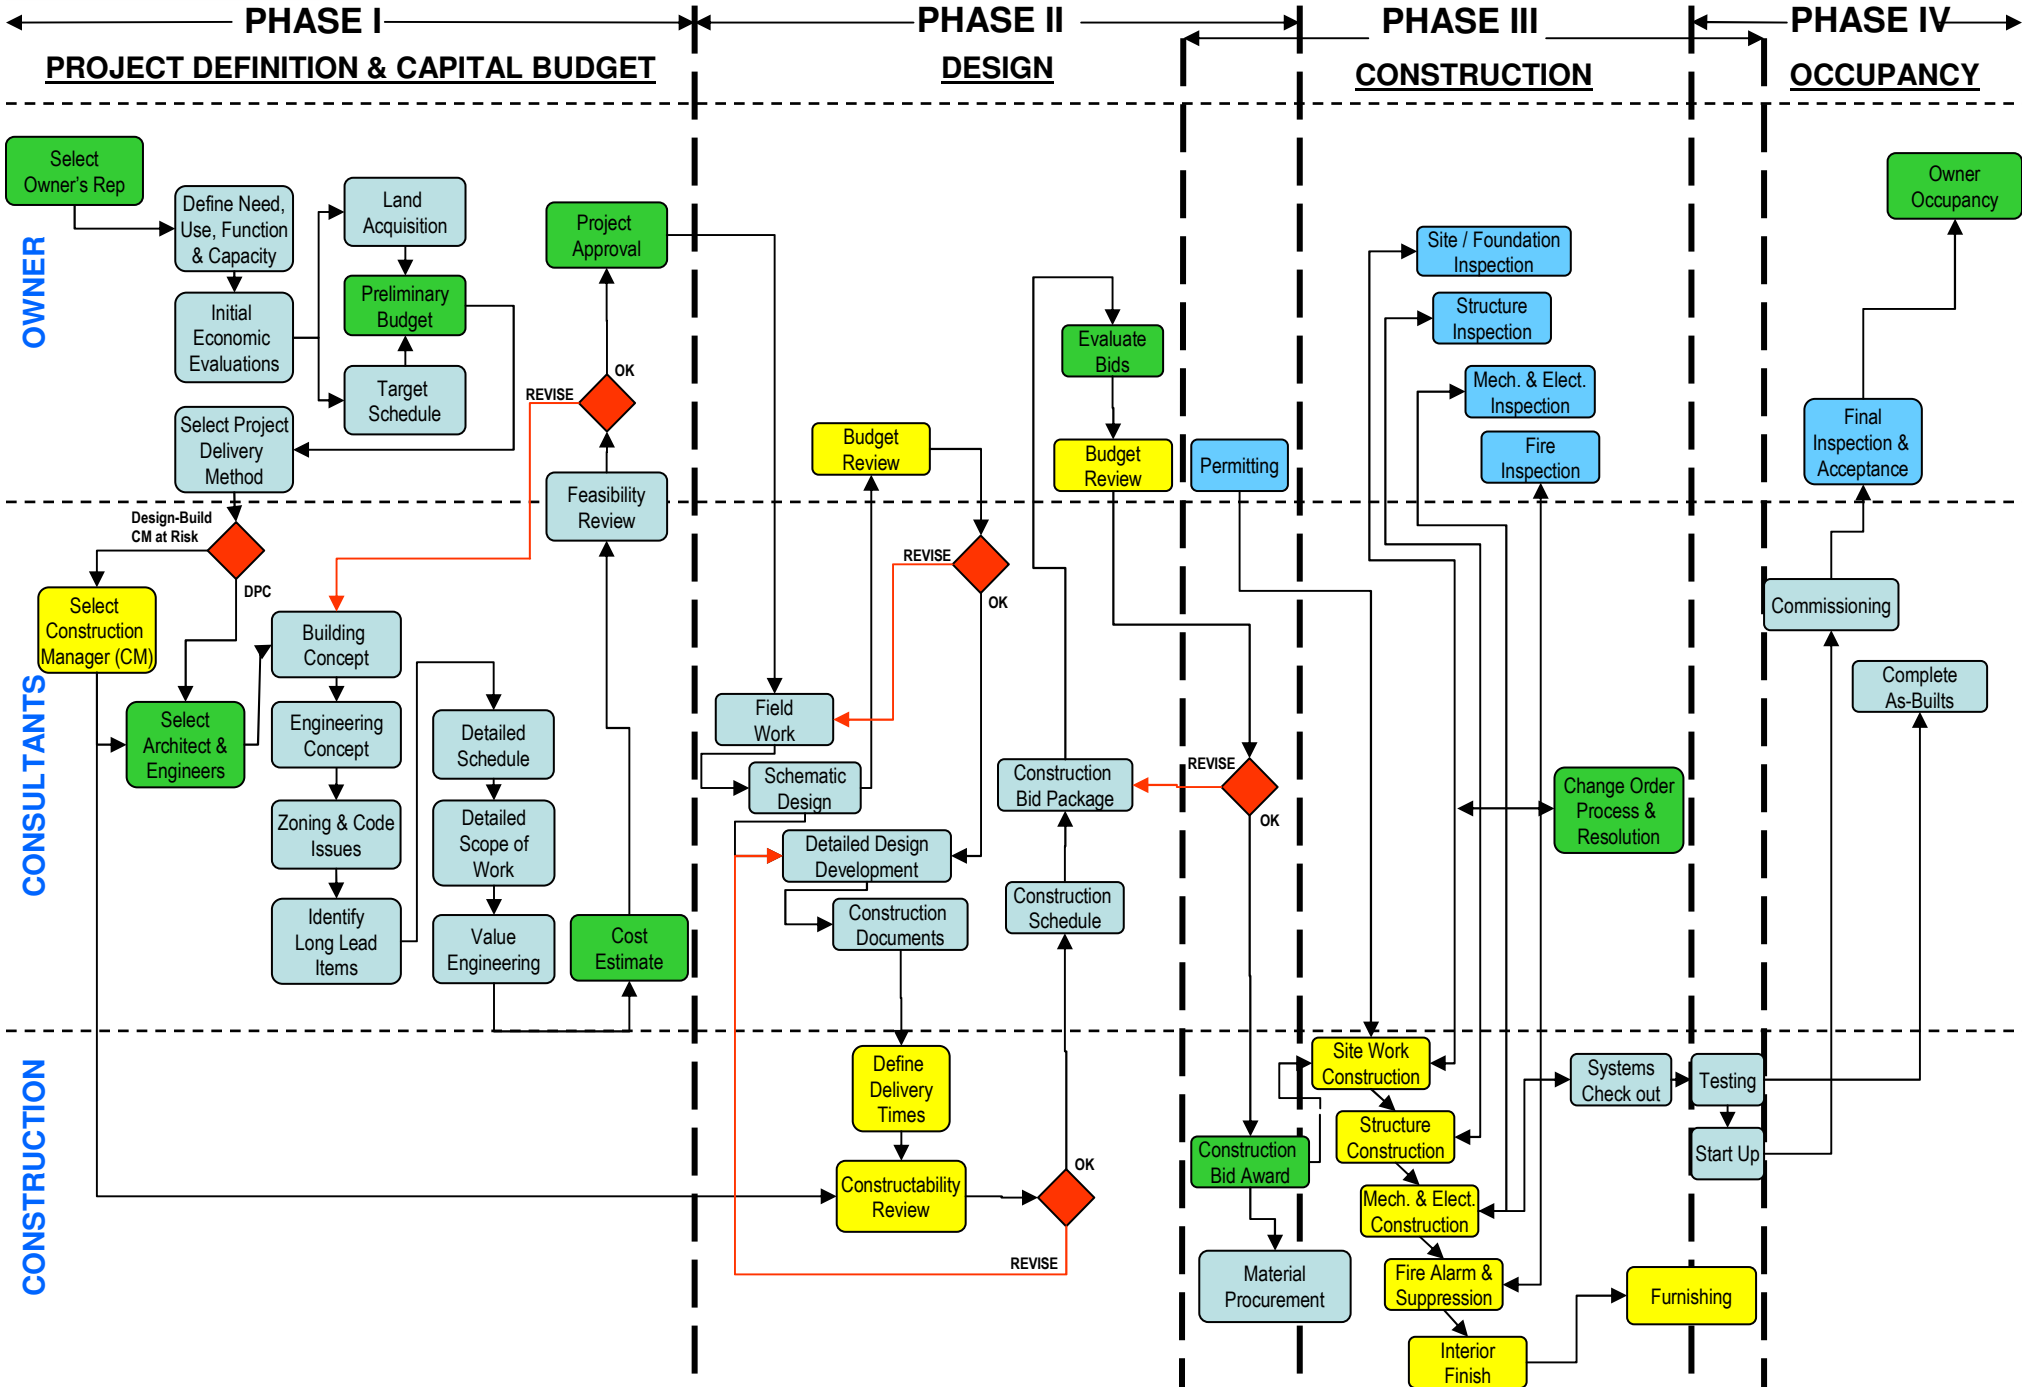 PHASE I
PHASE II
PHASE III
PHASE IV
PROJECT DEFINITION & CAPITAL BUDGET
DESIGN
CONSTRUCTION
OCCUPANCY
OWNER
Select
Owner's Rep
Define Need,
Use, Function
& Capacity
Initial
Economic
Evaluations
Land
Acquisition
Preliminary
Budget
Target
Schedule
Select Project
Delivery
Method
Project
Approval
OK
REVISE
Feasibility
Review
Budget
Review
Evaluate
Bids
Budget
Review
Permitting
Site / Foundation
Inspection
Structure
Inspection
Mech. & Elect.
Inspection
Fire
Inspection
Owner
Occupancy
Final
Inspection &
Acceptance
CONSULTANTS
Design-Build
CM at Risk
DPC
Select
Construction
Manager (CM)
Select
Architect &
Engineers
Building
Concept
Engineering
Concept
Zoning & Code
Issues
Identify
Long Lead
Items
Detailed
Schedule
Detailed
Scope of
Work
Value
Engineering
Cost
Estimate
REVISE
OK
Field
Work
Schematic
Design
Detailed Design
Development
Construction
Documents
Construction
Bid Package
Construction
Schedule
REVISE
OK
Change Order
Process &
Resolution
Commissioning
Complete
As-Builts
CONSTRUCTION
Define
Delivery
Times
Constructability
Review
OK
REVISE
Construction
Bid Award
Material
Procurement
Site Work
Construction
Structure
Construction
Mech. & Elect.
Construction
Fire Alarm &
Suppression
Interior
Finish
Systems
Check out
Testing
Start Up
Furnishing